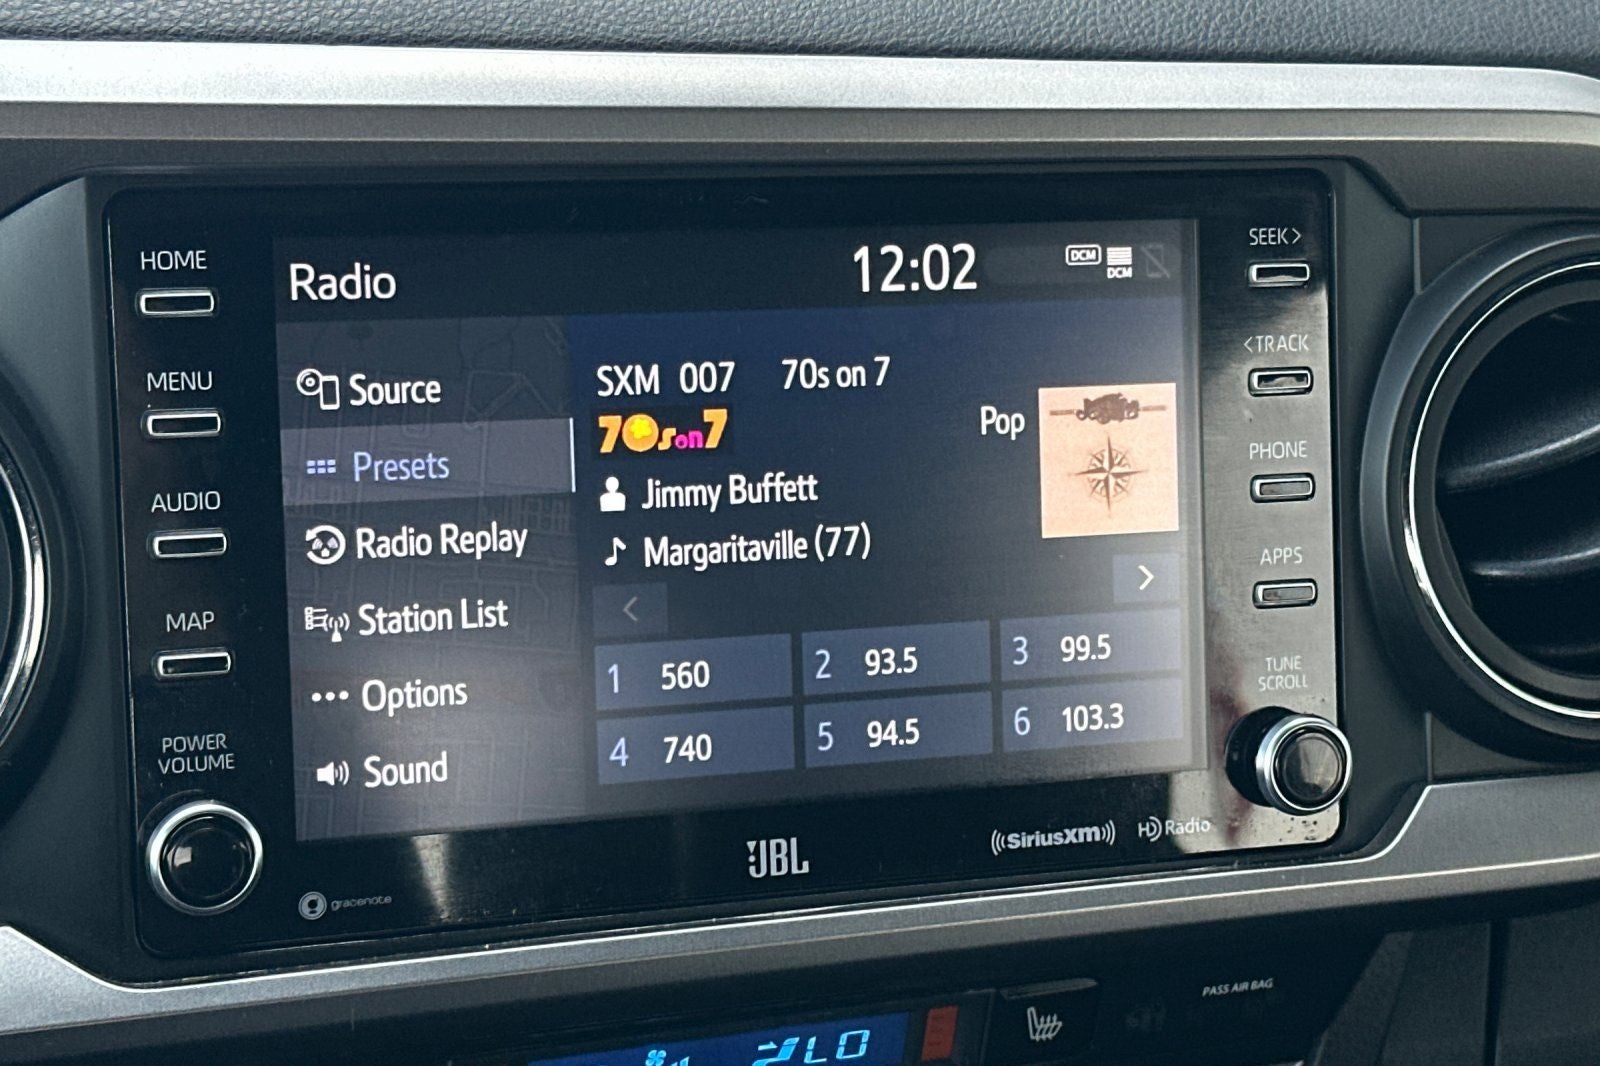 HOME
MENU
AUDIO
MAP
POWER
VOLUME
Radio
12:02
DCM
DCM
Source
Presets
Radio Replay
Station List
Options
Sound
SXM 007 70s on 7
70s on 7
Pop
Jimmy Buffett
Margaritaville (77)
1 560
2 93.5
3 99.5
4 740
5 94.5
6 103.3
SEEK>
<TRACK
PHONE
APPS
TUNE
SCROLL
gracenote
JBL
((SiriusXM))
HD Radio
PASS AIR BAG
LO